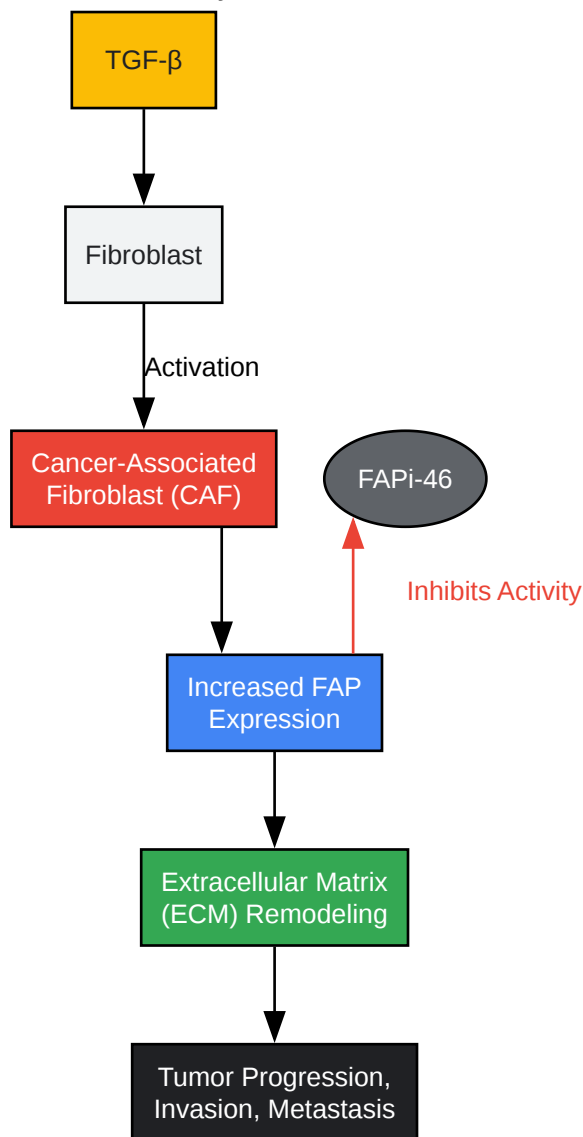 TGF-β
Fibroblast
Activation
Cancer-Associated
Fibroblast (CAF)
FAPi-46
Inhibits Activity
Increased FAP
Expression
Extracellular Matrix
(ECM) Remodeling
Tumor Progression,
Invasion, Metastasis